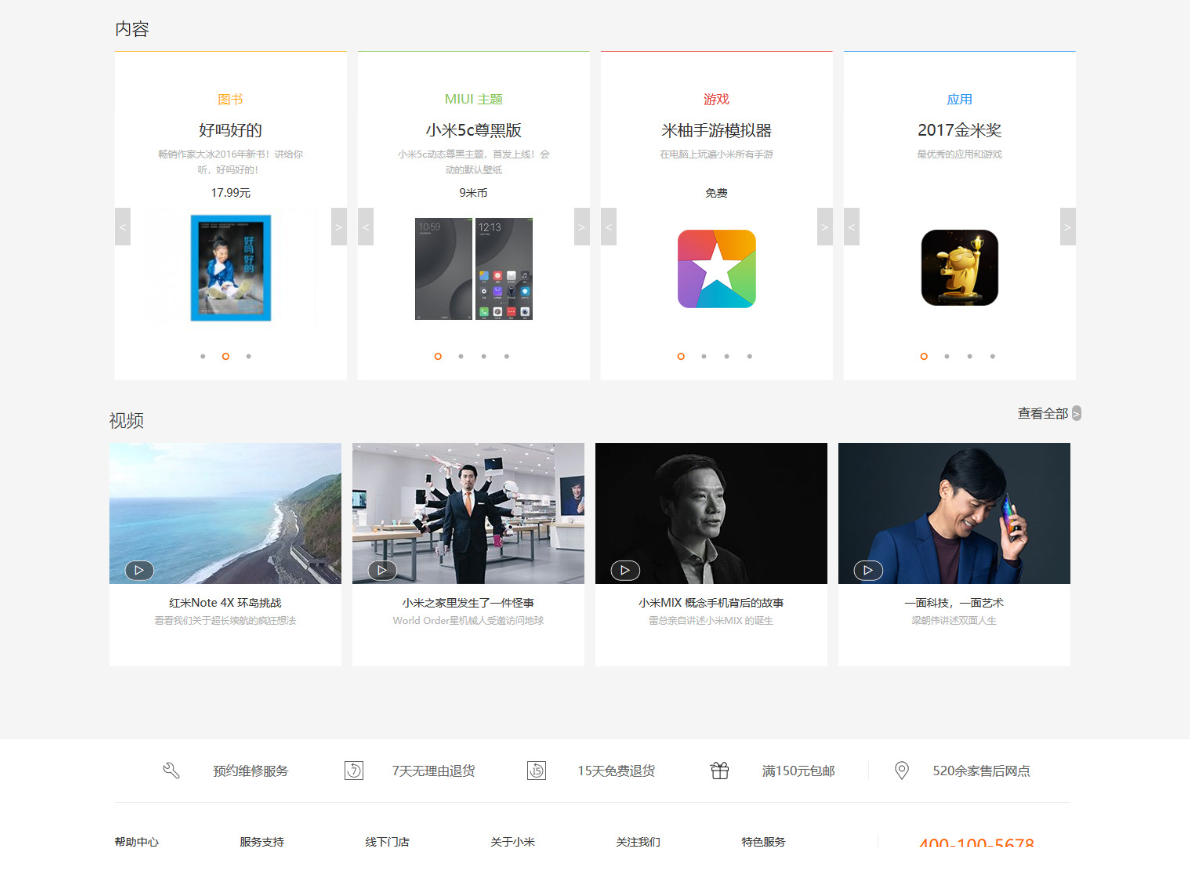 内容
图书
好吗好的
畅销作家大冰2016年新书！讲给你
听，好吗好的！
17.99元
<
>
好吗好的
MIUI 主题
小米5c尊黑版
小米5c动态尊黑主题，首发上线！会
动的默认壁纸
9米币
<
>
10:59
12:13
游戏
米柚手游模拟器
在电脑上玩遍小米所有手游
免费
<
>
应用
2017金米奖
最优秀的应用和游戏
<
>
视频
查看全部 >
红米Note 4X 环岛挑战
看看我们关于超长续航的疯狂想法
小米之家里发生了一件怪事
World Order星机械人受邀访问地球
小米MIX 概念手机背后的故事
雷总亲自讲述小米MIX 的诞生
一面科技，一面艺术
梁朝伟讲述双面人生
预约维修服务
7
7天无理由退货
15
15天免费退货
满150元包邮
520余家售后网点
帮助中心
服务支持
线下门店
关于小米
关注我们
特色服务
400-100-5678